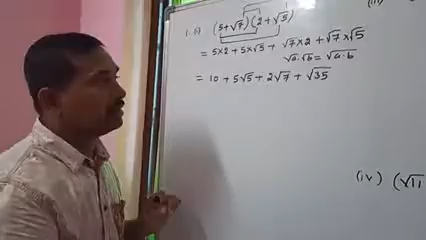 (iii)
1. (i) (5+√7)(2+√5)
= 5×2 + 5×√5 + √7×2 + √7×√5
√a·√b = √a·b
= 10 + 5√5 + 2√7 + √35
(iv) (√11